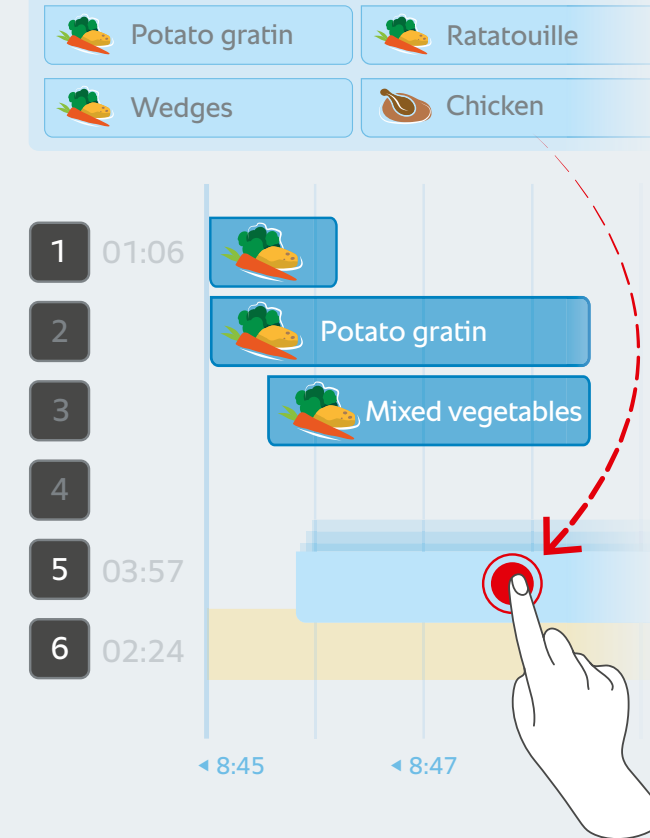 Potato gratin Ratatouille
Wedges Chicken
1 01:06
2 Potato gratin
3 Mixed vegetables
4
5 03:57
6 02:24
8:45 8:47